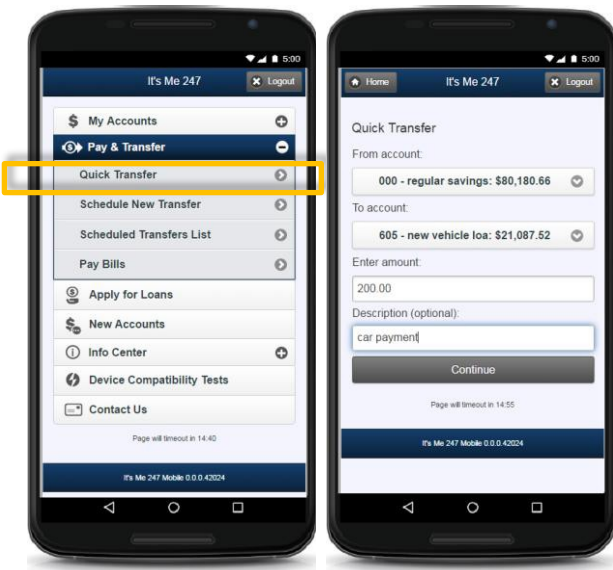 5:00
It's Me 247
Logout
My Accounts
Pay & Transfer
Quick Transfer
Schedule New Transfer
Scheduled Transfers List
Pay Bills
Apply for Loans
New Accounts
Info Center
Device Compatibility Tests
Contact Us
Page will timeout in 14:40
It's Me 247 Mobile 0.0.0.42024
5:00
Home
It's Me 247
Logout
Quick Transfer
From account:
000 - regular savings: $80,180.66
To account:
605 - new vehicle loa: $21,087.52
Enter amount:
200.00
Description (optional):
car payment
Continue
Page will timeout in 14:55
It's Me 247 Mobile 0.0.0.42024